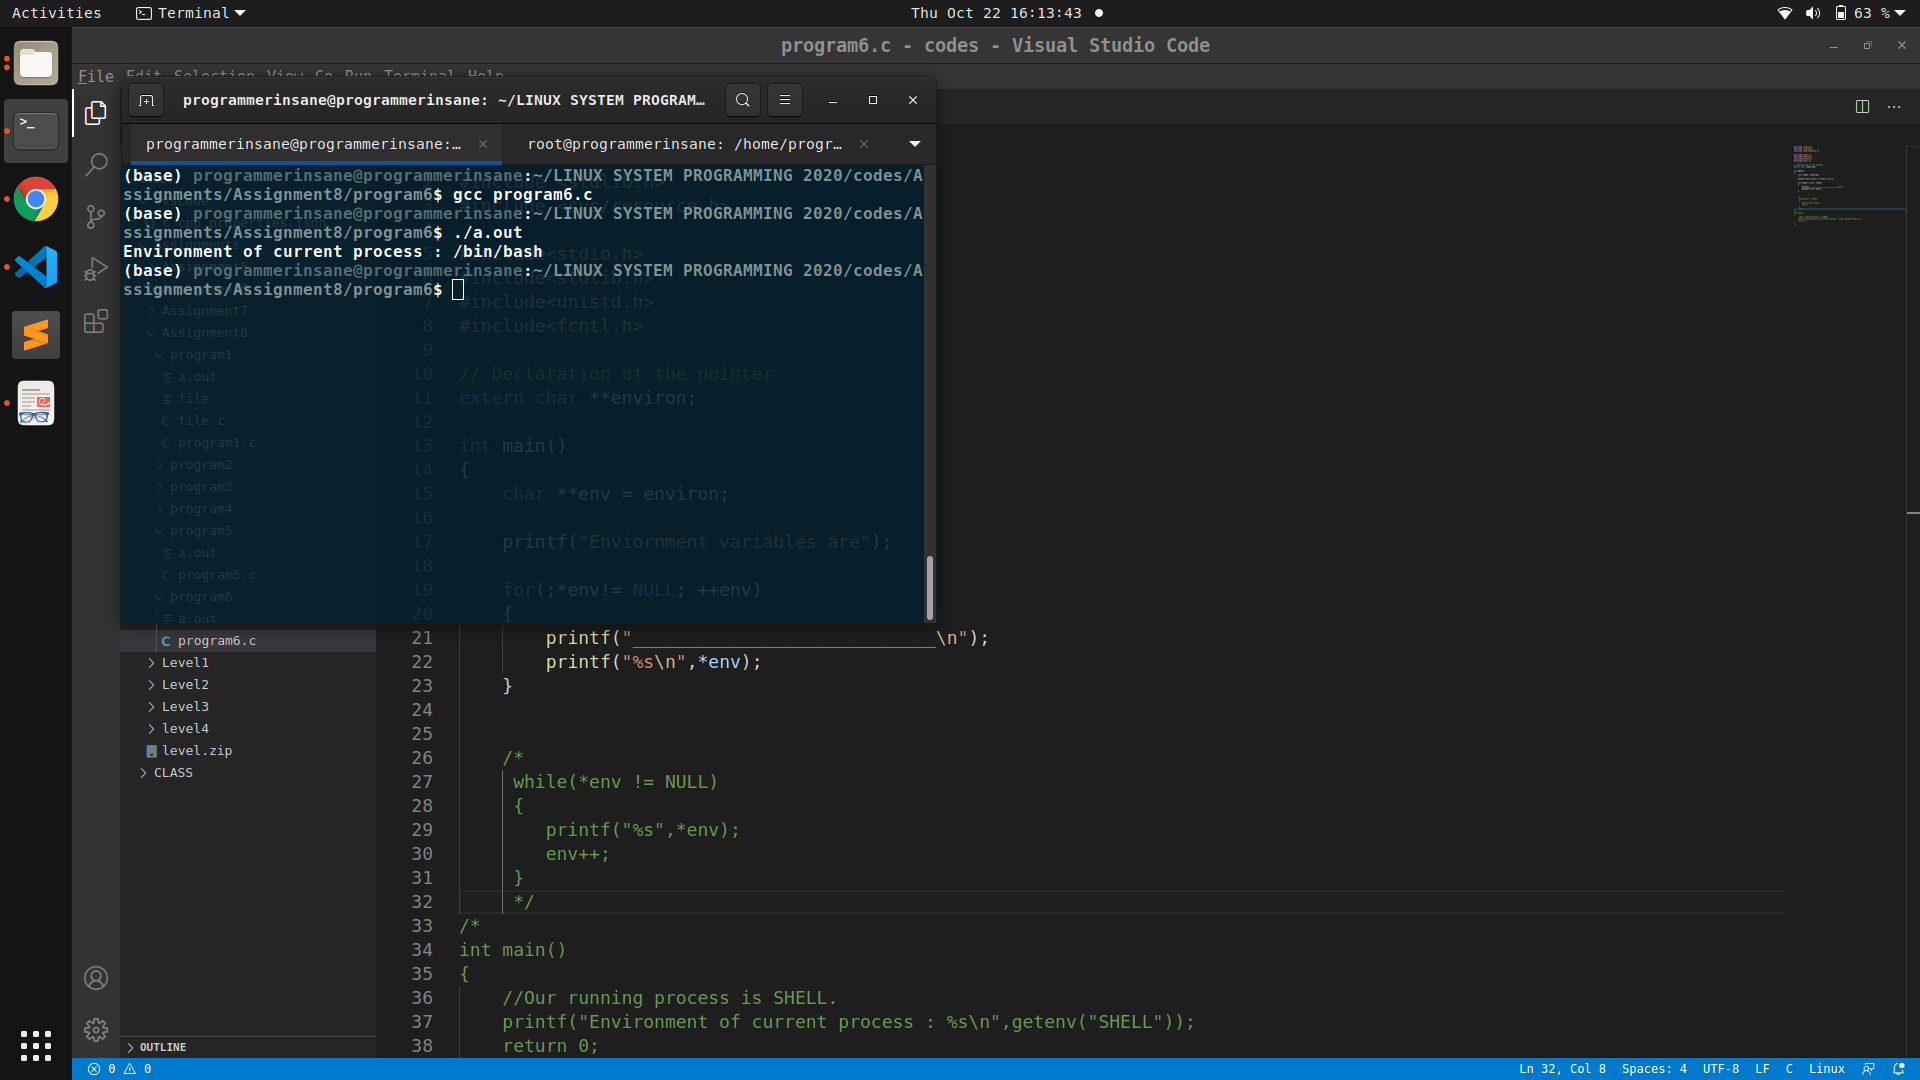 Activities Terminal Thu Oct 22 16:13:43 63 %
program6.c - codes - Visual Studio Code
File Edit Selection View Go Run Terminal Help
programmerinsane@programmerinsane: ~/LINUX SYSTEM PROGRAM…
programmerinsane@programmerinsane:… root@programmerinsane: /home/progr…
(base) programmerinsane@programmerinsane:~/LINUX SYSTEM PROGRAMMING 2020/codes/A
ssignments/Assignment8/program6$ gcc program6.c
(base) programmerinsane@programmerinsane:~/LINUX SYSTEM PROGRAMMING 2020/codes/A
ssignments/Assignment8/program6$ ./a.out
Environment of current process : /bin/bash
(base) programmerinsane@programmerinsane:~/LINUX SYSTEM PROGRAMMING 2020/codes/A
ssignments/Assignment8/program6$
#include<stdio.h>
#include<stdlib.h>
7 #include<unistd.h>
Assignment7
8 #include<fcntl.h>
Assignment8
9
program1
10 // Declaration of the pointer
a.out
11 extern char **environ;
file
12
file.c
13 int main()
program1.c
14 {
program2
15 char **env = environ;
program3
16
program4
17 printf("Enviornment variables are");
program5
18
a.out
19 for(;*env!= NULL; ++env)
program5.c
20 {
program6
a.out
21 printf("____________________________\n");
program6.c
22 printf("%s\n",*env);
Level1
23 }
Level2
24
Level3
25
level4
26 /*
level.zip
27 while(*env != NULL)
CLASS
28 {
29 printf("%s",*env);
30 env++;
31 }
32 */
33 /*
34 int main()
35 {
36 //Our running process is SHELL.
37 printf("Environment of current process : %s\n",getenv("SHELL"));
38 return 0;
OUTLINE
0 0 Ln 32, Col 8 Spaces: 4 UTF-8 LF C Linux